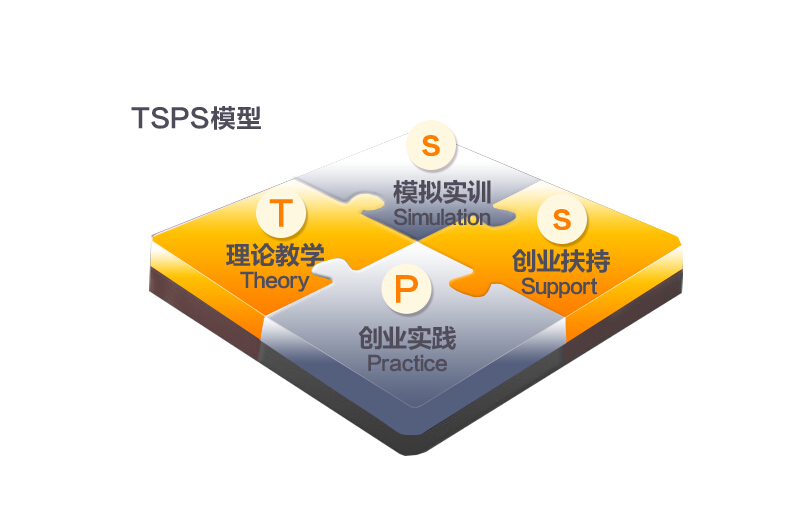 TSPS模型
S
模拟实训
Simulation
T
理论教学
Theory
S
创业扶持
Support
P
创业实践
Practice